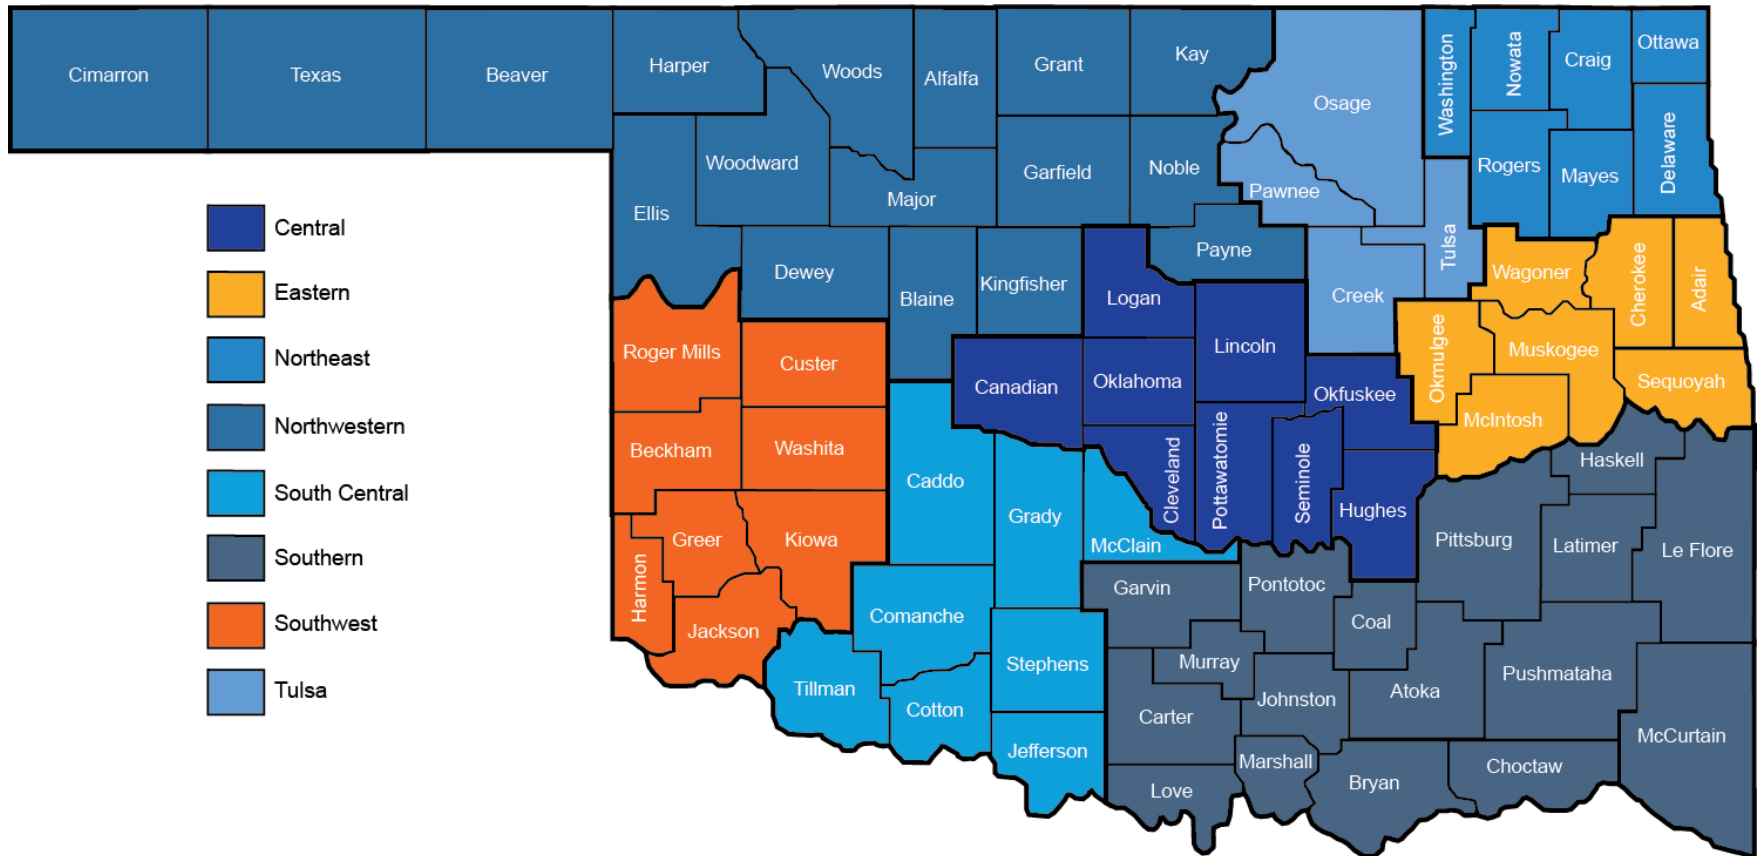 Cimarron
Texas
Beaver
Harper
Woods
Alfalfa
Grant
Kay
Osage
Washington
Nowata
Craig
Ottawa
Ellis
Woodward
Major
Garfield
Noble
Pawnee
Rogers
Mayes
Delaware
Dewey
Blaine
Kingfisher
Logan
Payne
Creek
Tulsa
Wagoner
Cherokee
Adair
Roger Mills
Custer
Canadian
Oklahoma
Lincoln
Okfuskee
Okmulgee
Muskogee
Sequoyah
McIntosh
Beckham
Washita
Caddo
Grady
McClain
Cleveland
Pottawatomie
Seminole
Hughes
Haskell
Pittsburg
Latimer
Le Flore
Harmon
Greer
Kiowa
Jackson
Comanche
Garvin
Pontotoc
Coal
Tillman
Cotton
Stephens
Murray
Johnston
Atoka
Pushmataha
Jefferson
Carter
Love
Marshall
Bryan
Choctaw
McCurtain
Central
Eastern
Northeast
Northwestern
South Central
Southern
Southwest
Tulsa